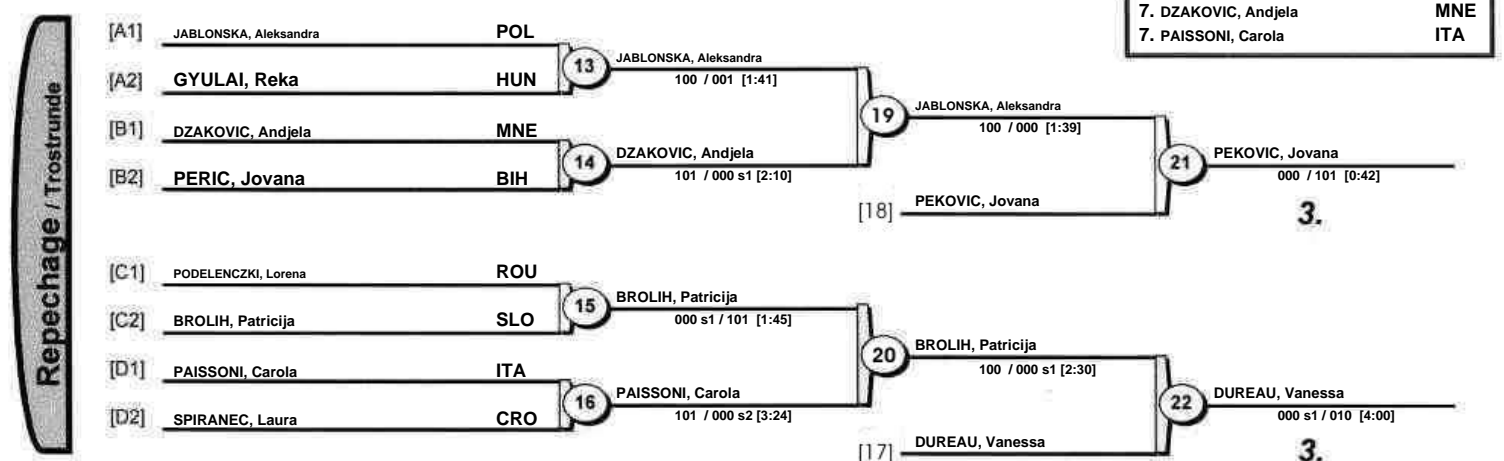 7. DZAKOVIC, Andjela MNE
7. PAISSONI, Carola ITA
Repechage / Trostrunde
[A1] JABLONSKA, Aleksandra POL
[A2] GYULAI, Reka HUN
13
JABLONSKA, Aleksandra
100 / 001 [1:41]
[B1] DZAKOVIC, Andjela MNE
[B2] PERIC, Jovana BIH
14
DZAKOVIC, Andjela
101 / 000 s1 [2:10]
19
JABLONSKA, Aleksandra
100 / 000 [1:39]
[18] PEKOVIC, Jovana
21
PEKOVIC, Jovana
000 / 101 [0:42]
3.
[C1] PODELENCZKI, Lorena ROU
[C2] BROLIH, Patricija SLO
15
BROLIH, Patricija
000 s1 / 101 [1:45]
[D1] PAISSONI, Carola ITA
[D2] SPIRANEC, Laura CRO
16
PAISSONI, Carola
101 / 000 s2 [3:24]
20
BROLIH, Patricija
100 / 000 s1 [2:30]
[17] DUREAU, Vanessa
22
DUREAU, Vanessa
000 s1 / 010 [4:00]
3.